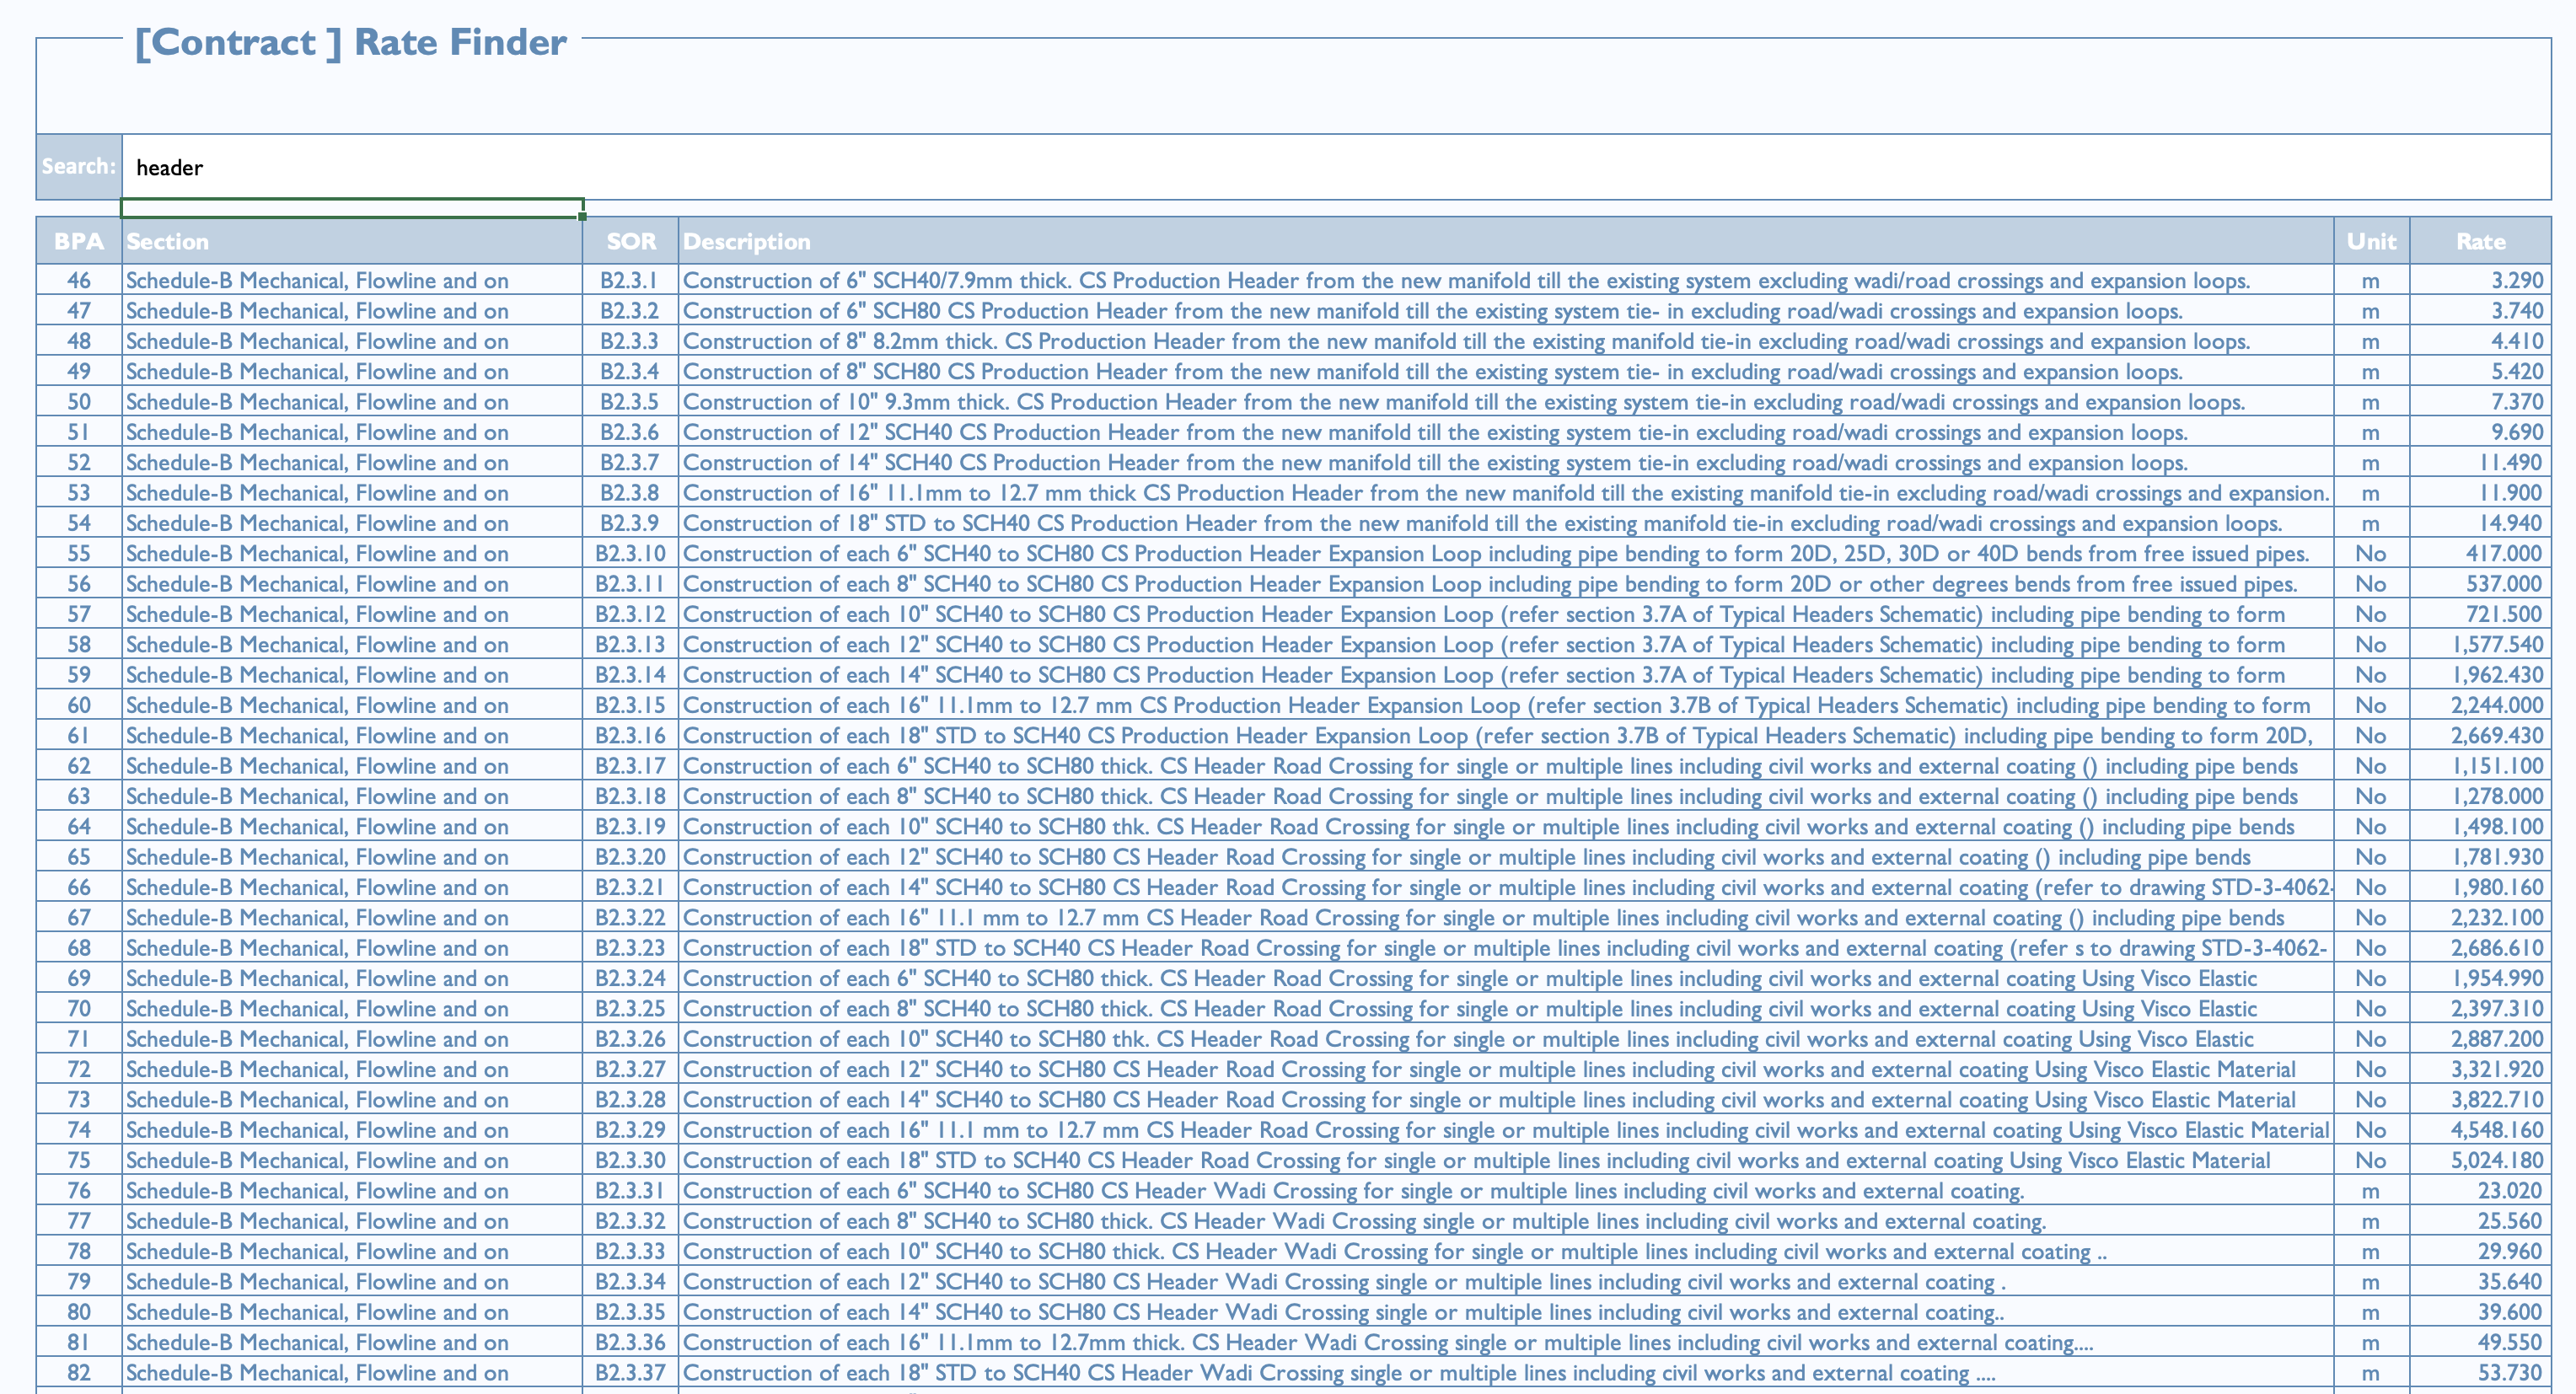 [Contract ] Rate Finder
Search: header
BPA Section SOR Description Unit Rate
46 Schedule-B Mechanical, Flowline and on B2.3.1 Construction of 6" SCH40/7.9mm thick. CS Production Header from the new manifold till the existing system excluding wadi/road crossings and expansion loops. m 3.290
47 Schedule-B Mechanical, Flowline and on B2.3.2 Construction of 6" SCH80 CS Production Header from the new manifold till the existing system tie- in excluding road/wadi crossings and expansion loops. m 3.740
48 Schedule-B Mechanical, Flowline and on B2.3.3 Construction of 8" 8.2mm thick. CS Production Header from the new manifold till the existing manifold tie-in excluding road/wadi crossings and expansion loops. m 4.410
49 Schedule-B Mechanical, Flowline and on B2.3.4 Construction of 8" SCH80 CS Production Header from the new manifold till the existing system tie- in excluding road/wadi crossings and expansion loops. m 5.420
50 Schedule-B Mechanical, Flowline and on B2.3.5 Construction of 10" 9.3mm thick. CS Production Header from the new manifold till the existing system tie-in excluding road/wadi crossings and expansion loops. m 7.370
51 Schedule-B Mechanical, Flowline and on B2.3.6 Construction of 12" SCH40 CS Production Header from the new manifold till the existing system tie-in excluding road/wadi crossings and expansion loops. m 9.690
52 Schedule-B Mechanical, Flowline and on B2.3.7 Construction of 14" SCH40 CS Production Header from the new manifold till the existing system tie-in excluding road/wadi crossings and expansion loops. m 11.490
53 Schedule-B Mechanical, Flowline and on B2.3.8 Construction of 16" 11.1mm to 12.7 mm thick CS Production Header from the new manifold till the existing manifold tie-in excluding road/wadi crossings and expansion. m 11.900
54 Schedule-B Mechanical, Flowline and on B2.3.9 Construction of 18" STD to SCH40 CS Production Header from the new manifold till the existing manifold tie-in excluding road/wadi crossings and expansion loops. m 14.940
55 Schedule-B Mechanical, Flowline and on B2.3.10 Construction of each 6" SCH40 to SCH80 CS Production Header Expansion Loop including pipe bending to form 20D, 25D, 30D or 40D bends from free issued pipes. No 417.000
56 Schedule-B Mechanical, Flowline and on B2.3.11 Construction of each 8" SCH40 to SCH80 CS Production Header Expansion Loop including pipe bending to form 20D or other degrees bends from free issued pipes. No 537.000
57 Schedule-B Mechanical, Flowline and on B2.3.12 Construction of each 10" SCH40 to SCH80 CS Production Header Expansion Loop (refer section 3.7A of Typical Headers Schematic) including pipe bending to form No 721.500
58 Schedule-B Mechanical, Flowline and on B2.3.13 Construction of each 12" SCH40 to SCH80 CS Production Header Expansion Loop (refer section 3.7A of Typical Headers Schematic) including pipe bending to form No 1,577.540
59 Schedule-B Mechanical, Flowline and on B2.3.14 Construction of each 14" SCH40 to SCH80 CS Production Header Expansion Loop (refer section 3.7A of Typical Headers Schematic) including pipe bending to form No 1,962.430
60 Schedule-B Mechanical, Flowline and on B2.3.15 Construction of each 16" 11.1mm to 12.7 mm CS Production Header Expansion Loop (refer section 3.7B of Typical Headers Schematic) including pipe bending to form No 2,244.000
61 Schedule-B Mechanical, Flowline and on B2.3.16 Construction of each 18" STD to SCH40 CS Production Header Expansion Loop (refer section 3.7B of Typical Headers Schematic) including pipe bending to form 20D, No 2,669.430
62 Schedule-B Mechanical, Flowline and on B2.3.17 Construction of each 6" SCH40 to SCH80 thick. CS Header Road Crossing for single or multiple lines including civil works and external coating () including pipe bends No 1,151.100
63 Schedule-B Mechanical, Flowline and on B2.3.18 Construction of each 8" SCH40 to SCH80 thick. CS Header Road Crossing for single or multiple lines including civil works and external coating () including pipe bends No 1,278.000
64 Schedule-B Mechanical, Flowline and on B2.3.19 Construction of each 10" SCH40 to SCH80 thk. CS Header Road Crossing for single or multiple lines including civil works and external coating () including pipe bends No 1,498.100
65 Schedule-B Mechanical, Flowline and on B2.3.20 Construction of each 12" SCH40 to SCH80 CS Header Road Crossing for single or multiple lines including civil works and external coating () including pipe bends No 1,781.930
66 Schedule-B Mechanical, Flowline and on B2.3.21 Construction of each 14" SCH40 to SCH80 CS Header Road Crossing for single or multiple lines including civil works and external coating (refer to drawing STD-3-4062- No 1,980.160
67 Schedule-B Mechanical, Flowline and on B2.3.22 Construction of each 16" 11.1 mm to 12.7 mm CS Header Road Crossing for single or multiple lines including civil works and external coating () including pipe bends No 2,232.100
68 Schedule-B Mechanical, Flowline and on B2.3.23 Construction of each 18" STD to SCH40 CS Header Road Crossing for single or multiple lines including civil works and external coating (refer s to drawing STD-3-4062- No 2,686.610
69 Schedule-B Mechanical, Flowline and on B2.3.24 Construction of each 6" SCH40 to SCH80 thick. CS Header Road Crossing for single or multiple lines including civil works and external coating Using Visco Elastic No 1,954.990
70 Schedule-B Mechanical, Flowline and on B2.3.25 Construction of each 8" SCH40 to SCH80 thick. CS Header Road Crossing for single or multiple lines including civil works and external coating Using Visco Elastic No 2,397.310
71 Schedule-B Mechanical, Flowline and on B2.3.26 Construction of each 10" SCH40 to SCH80 thk. CS Header Road Crossing for single or multiple lines including civil works and external coating Using Visco Elastic No 2,887.200
72 Schedule-B Mechanical, Flowline and on B2.3.27 Construction of each 12" SCH40 to SCH80 CS Header Road Crossing for single or multiple lines including civil works and external coating Using Visco Elastic Material No 3,321.920
73 Schedule-B Mechanical, Flowline and on B2.3.28 Construction of each 14" SCH40 to SCH80 CS Header Road Crossing for single or multiple lines including civil works and external coating Using Visco Elastic Material No 3,822.710
74 Schedule-B Mechanical, Flowline and on B2.3.29 Construction of each 16" 11.1 mm to 12.7 mm CS Header Road Crossing for single or multiple lines including civil works and external coating Using Visco Elastic Material No 4,548.160
75 Schedule-B Mechanical, Flowline and on B2.3.30 Construction of each 18" STD to SCH40 CS Header Road Crossing for single or multiple lines including civil works and external coating Using Visco Elastic Material No 5,024.180
76 Schedule-B Mechanical, Flowline and on B2.3.31 Construction of each 6" SCH40 to SCH80 CS Header Wadi Crossing for single or multiple lines including civil works and external coating. m 23.020
77 Schedule-B Mechanical, Flowline and on B2.3.32 Construction of each 8" SCH40 to SCH80 thick. CS Header Wadi Crossing single or multiple lines including civil works and external coating. m 25.560
78 Schedule-B Mechanical, Flowline and on B2.3.33 Construction of each 10" SCH40 to SCH80 thick. CS Header Wadi Crossing for single or multiple lines including civil works and external coating .. m 29.960
79 Schedule-B Mechanical, Flowline and on B2.3.34 Construction of each 12" SCH40 to SCH80 CS Header Wadi Crossing single or multiple lines including civil works and external coating . m 35.640
80 Schedule-B Mechanical, Flowline and on B2.3.35 Construction of each 14" SCH40 to SCH80 CS Header Wadi Crossing single or multiple lines including civil works and external coating.. m 39.600
81 Schedule-B Mechanical, Flowline and on B2.3.36 Construction of each 16" 11.1mm to 12.7mm thick. CS Header Wadi Crossing single or multiple lines including civil works and external coating.... m 49.550
82 Schedule-B Mechanical, Flowline and on B2.3.37 Construction of each 18" STD to SCH40 CS Header Wadi Crossing single or multiple lines including civil works and external coating .... m 53.730